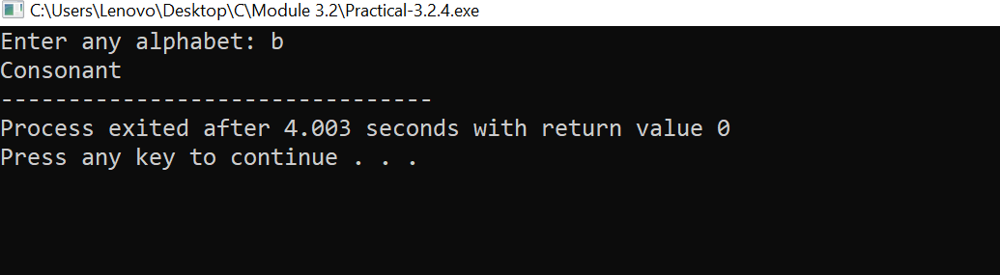 C:\Users\Lenovo\Desktop\C\Module 3.2\Practical-3.2.4.exe
Enter any alphabet: b
Consonant
--------------------------------
Process exited after 4.003 seconds with return value 0
Press any key to continue . . .